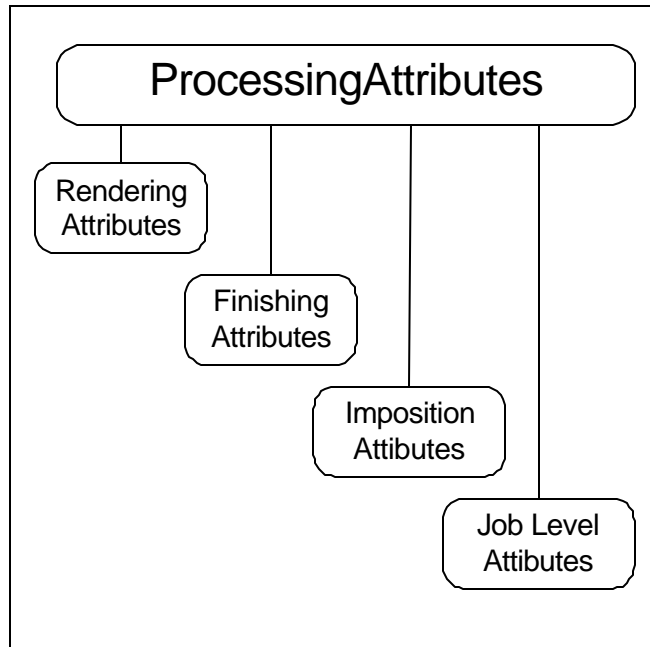 ProcessingAttributes
Rendering
Attributes
Finishing
Attributes
Imposition
Attibutes
Job Level
Attibutes